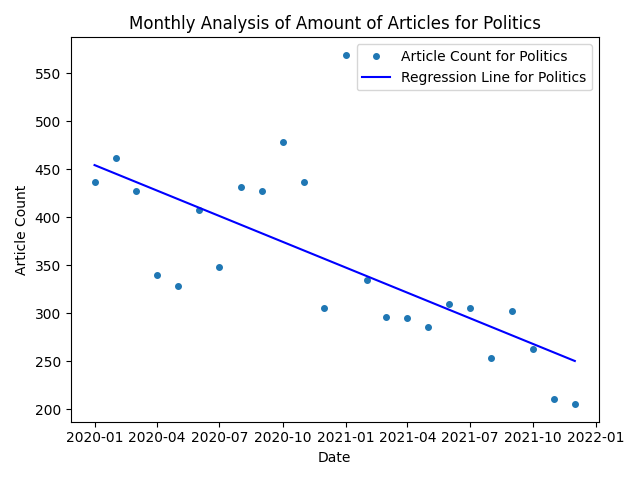 Monthly Analysis of Amount of Articles for Politics
Article Count for Politics
Regression Line for Politics
Article Count
550
500
450
400
350
300
250
200
2020-01 2020-04 2020-07 2020-10 2021-01 2021-04 2021-07 2021-10 2022-01
Date